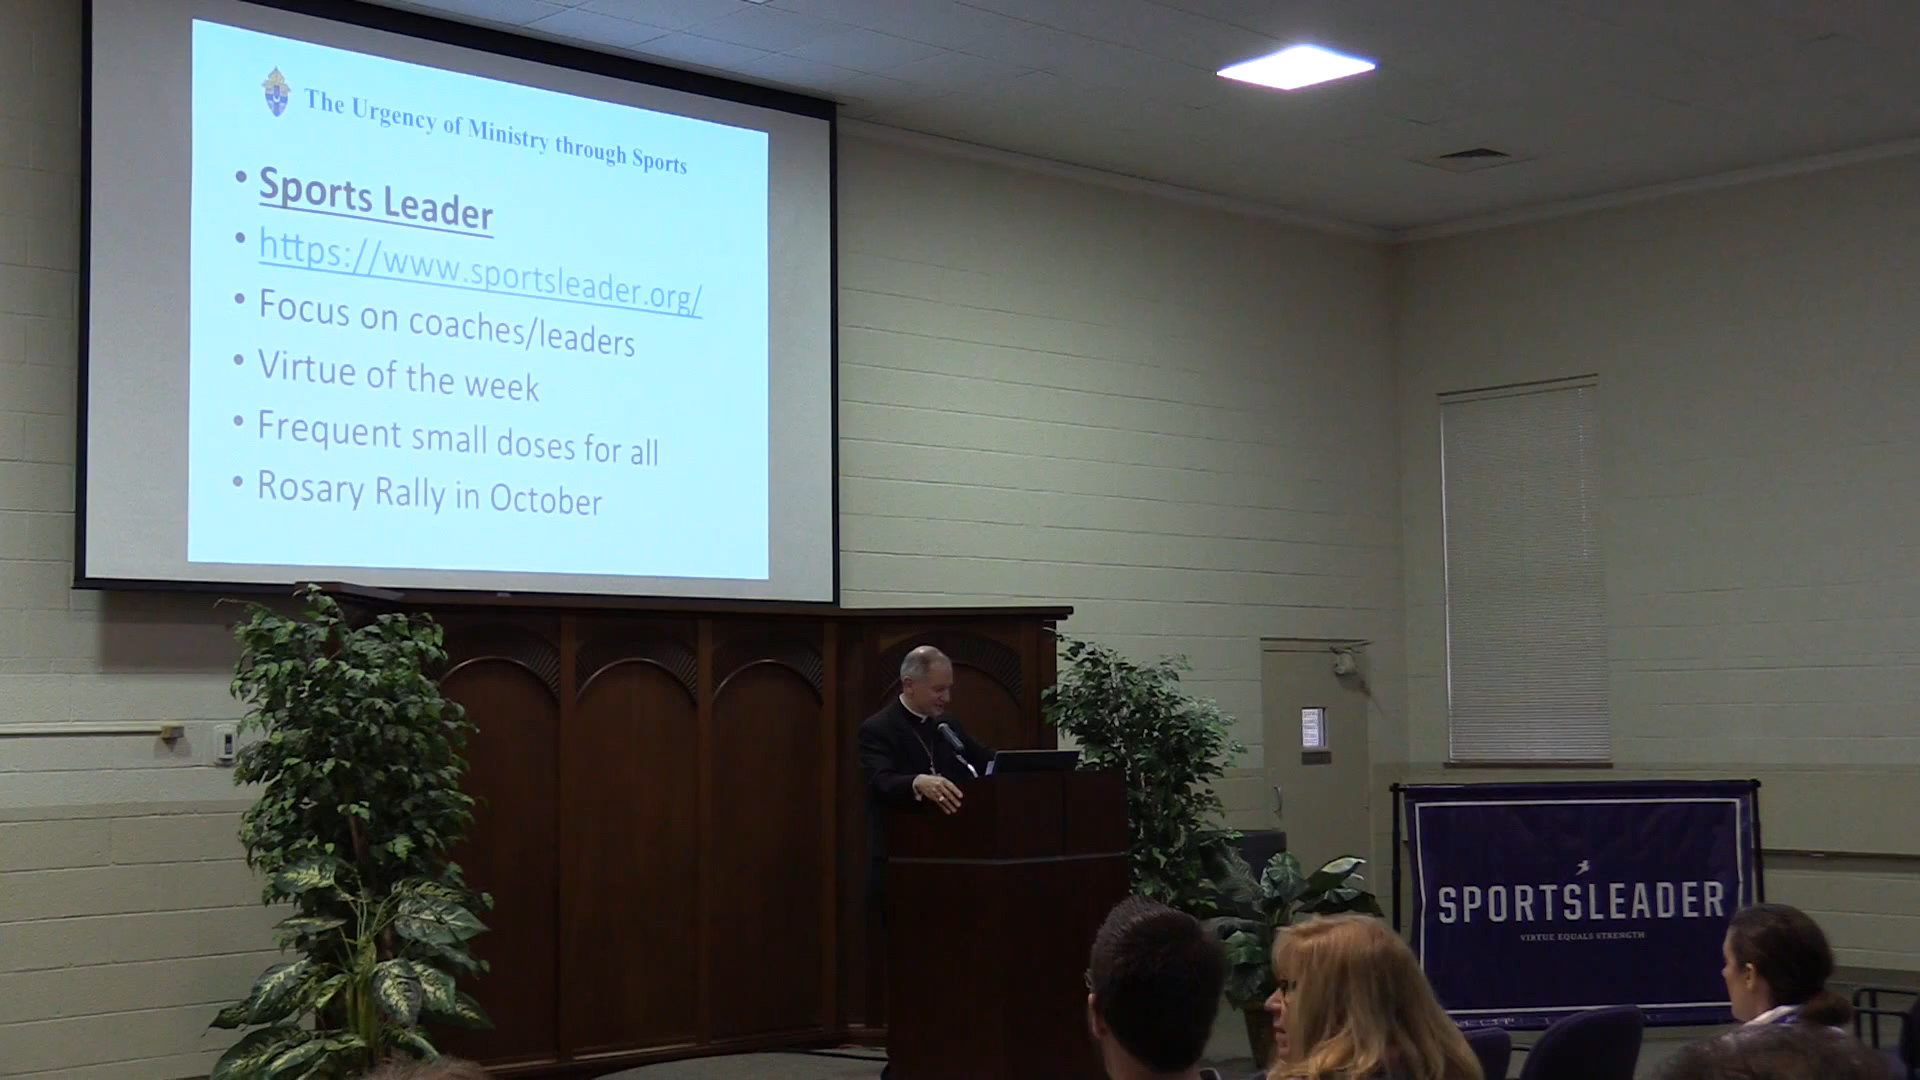 The Urgency of Ministry through Sports
• Sports Leader
• https://www.sportsleader.org/
• Focus on coaches/leaders
• Virtue of the week
• Frequent small doses for all
• Rosary Rally in October
SPORTSLEADER
VIRTUE EQUALS STRENGTH